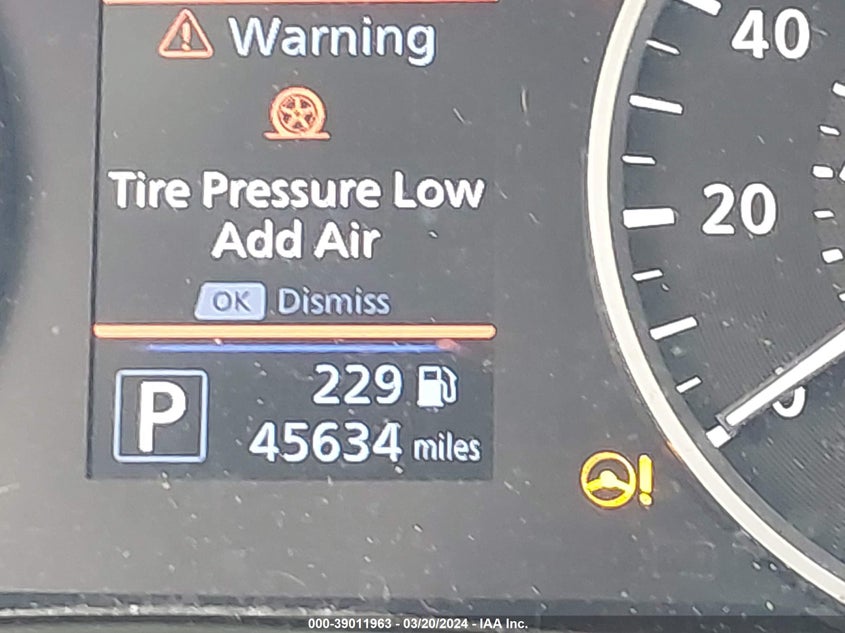 Warning
40
Tire Pressure Low
20
Add Air
OK Dismiss
229
0
P
45634 miles
000-39011963 - 03/20/2024 - IAA Inc.